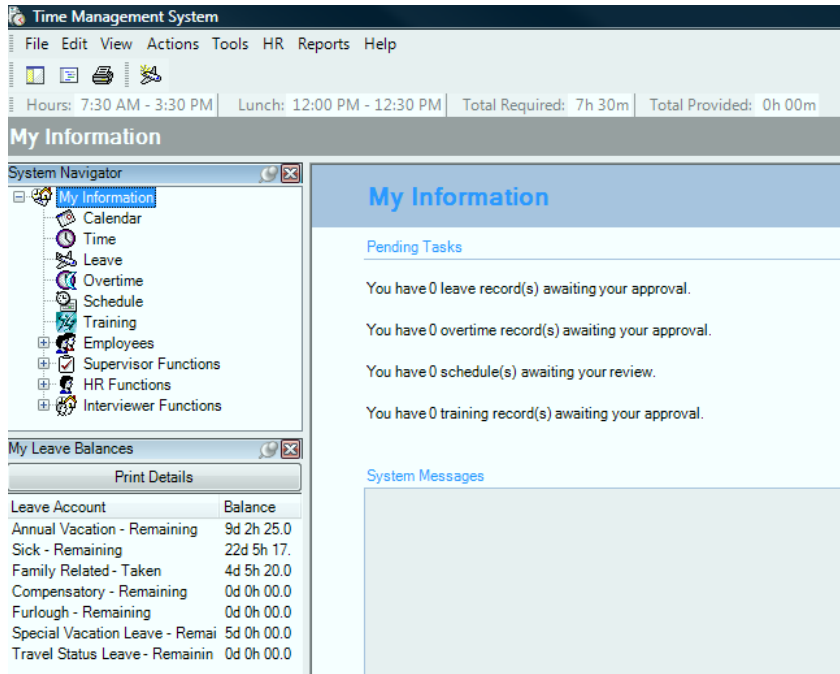 Time Management System
File Edit View Actions Tools HR Reports Help
Hours: 7:30 AM - 3:30 PM Lunch: 12:00 PM - 12:30 PM Total Required: 7h 30m Total Provided: 0h 00m
My Information
System Navigator
My Information
Calendar
Time
Leave
Overtime
Schedule
Training
Employees
Supervisor Functions
HR Functions
Interviewer Functions
My Leave Balances
Print Details
Leave Account Balance
Annual Vacation - Remaining 9d 2h 25.0
Sick - Remaining 22d 5h 17.
Family Related - Taken 4d 5h 20.0
Compensatory - Remaining 0d 0h 00.0
Furlough - Remaining 0d 0h 00.0
Special Vacation Leave - Remai 5d 0h 00.0
Travel Status Leave - Remainin 0d 0h 00.0
My Information
Pending Tasks
You have 0 leave record(s) awaiting your approval.
You have 0 overtime record(s) awaiting your approval.
You have 0 schedule(s) awaiting your review.
You have 0 training record(s) awaiting your approval.
System Messages